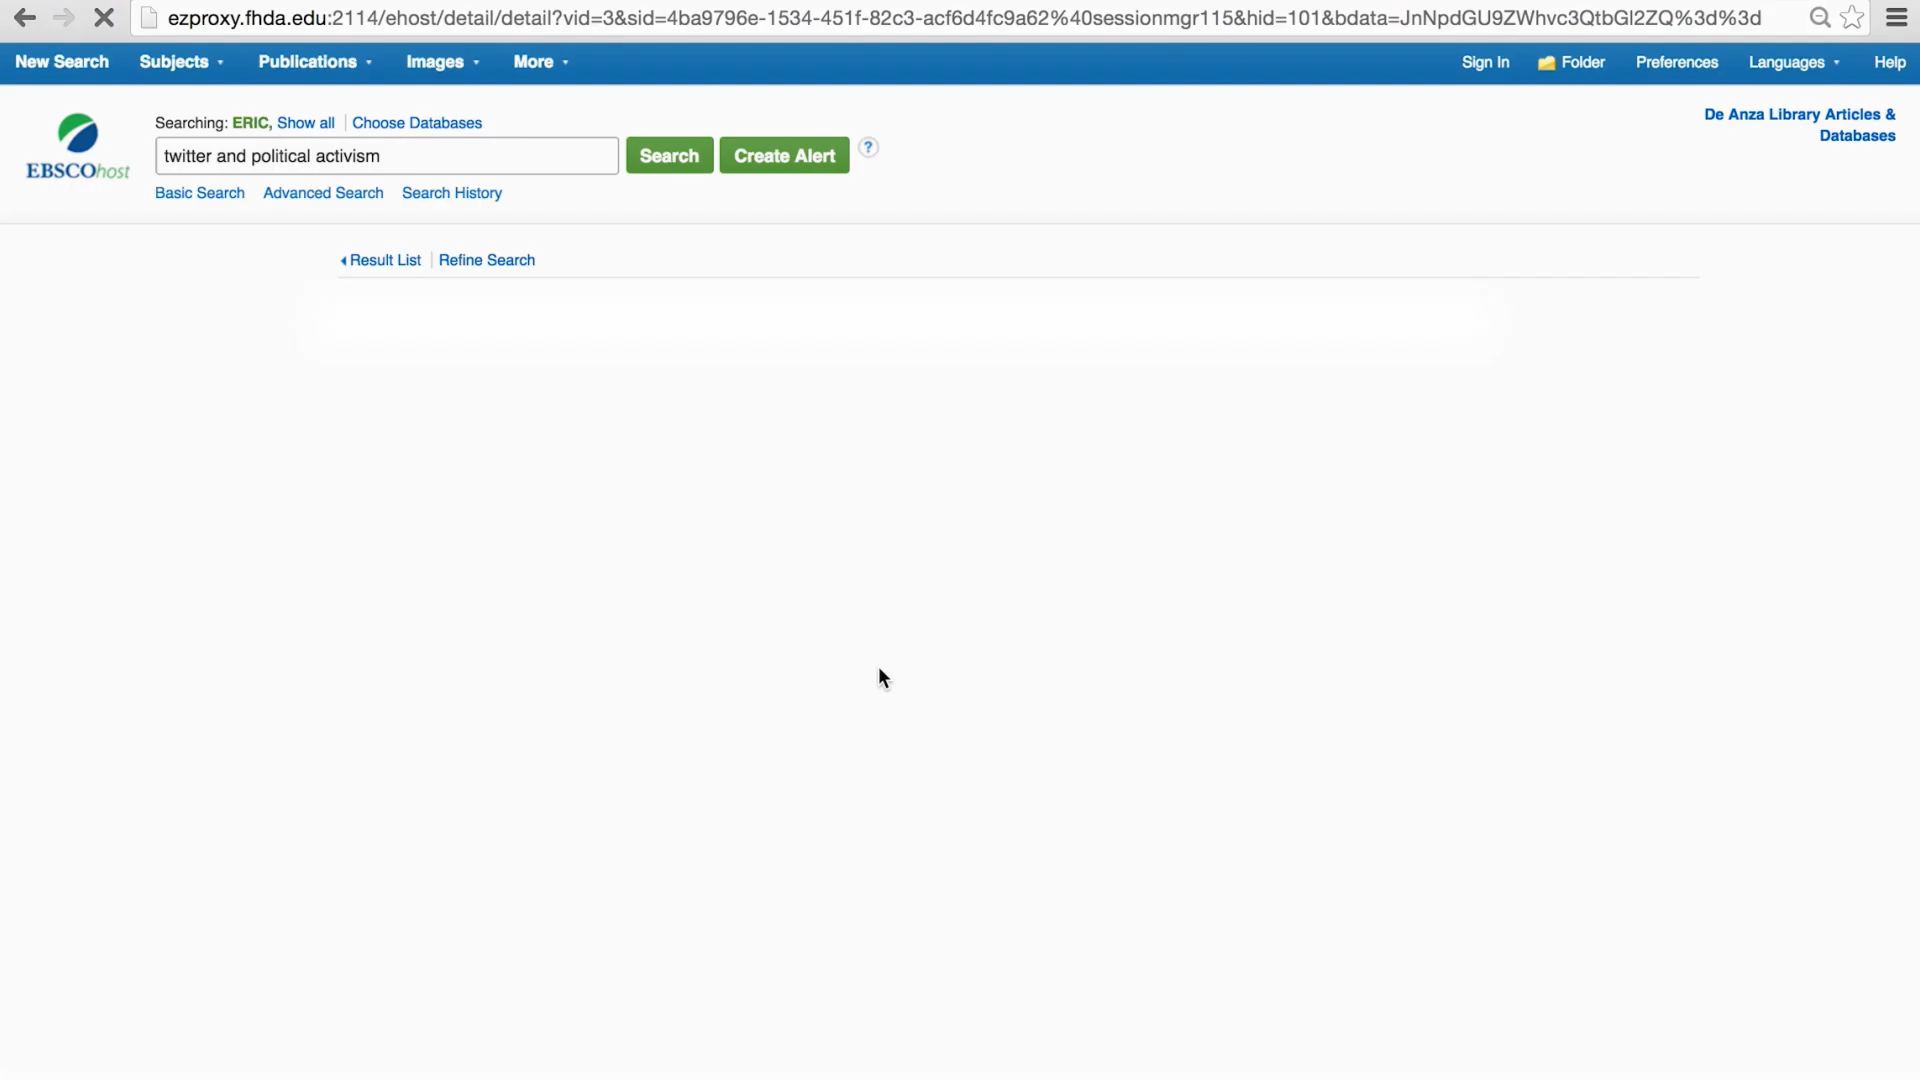 ezproxy.fhda.edu:2114/ehost/detail/detail?vid=3&sid=4ba9796e-1534-451f-82c3-acf6d4fc9a62%40sessionmgr115&hid=101&bdata=JnNpdGU9ZWhvc3QtbGl2ZQ%3d%3d
New Search Subjects Publications Images More Sign In Folder Preferences Languages Help
Searching: ERIC, Show all | Choose Databases
De Anza Library Articles &
Databases
twitter and political activism Search Create Alert ?
EBSCOhost
Basic Search Advanced Search Search History
Result List | Refine Search